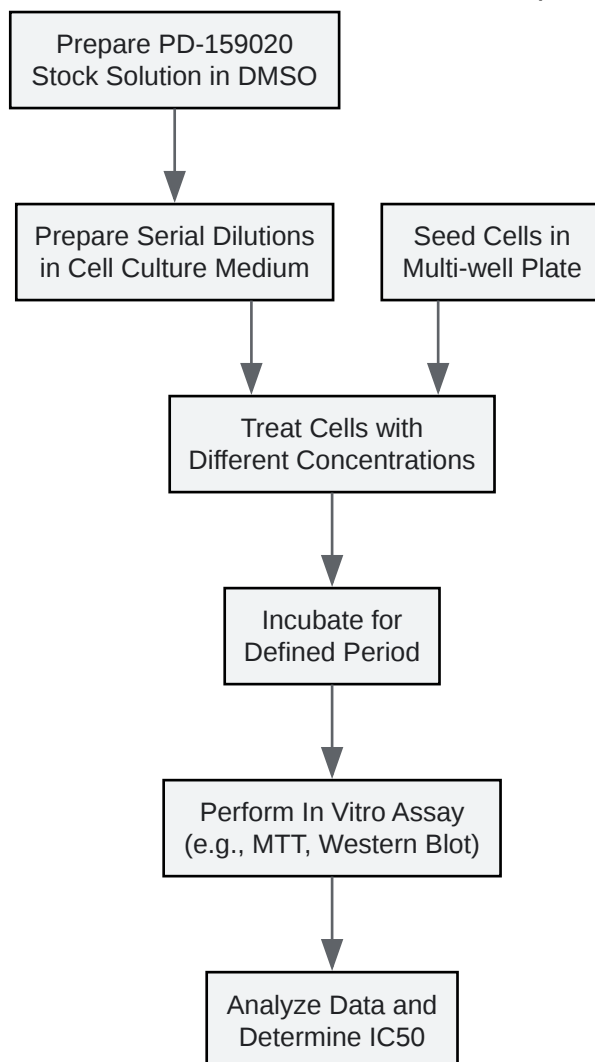 Prepare PD-159020
Stock Solution in DMSO
Prepare Serial Dilutions
in Cell Culture Medium
Seed Cells in
Multi-well Plate
Treat Cells with
Different Concentrations
Incubate for
Defined Period
Perform In Vitro Assay
(e.g., MTT, Western Blot)
Analyze Data and
Determine IC50